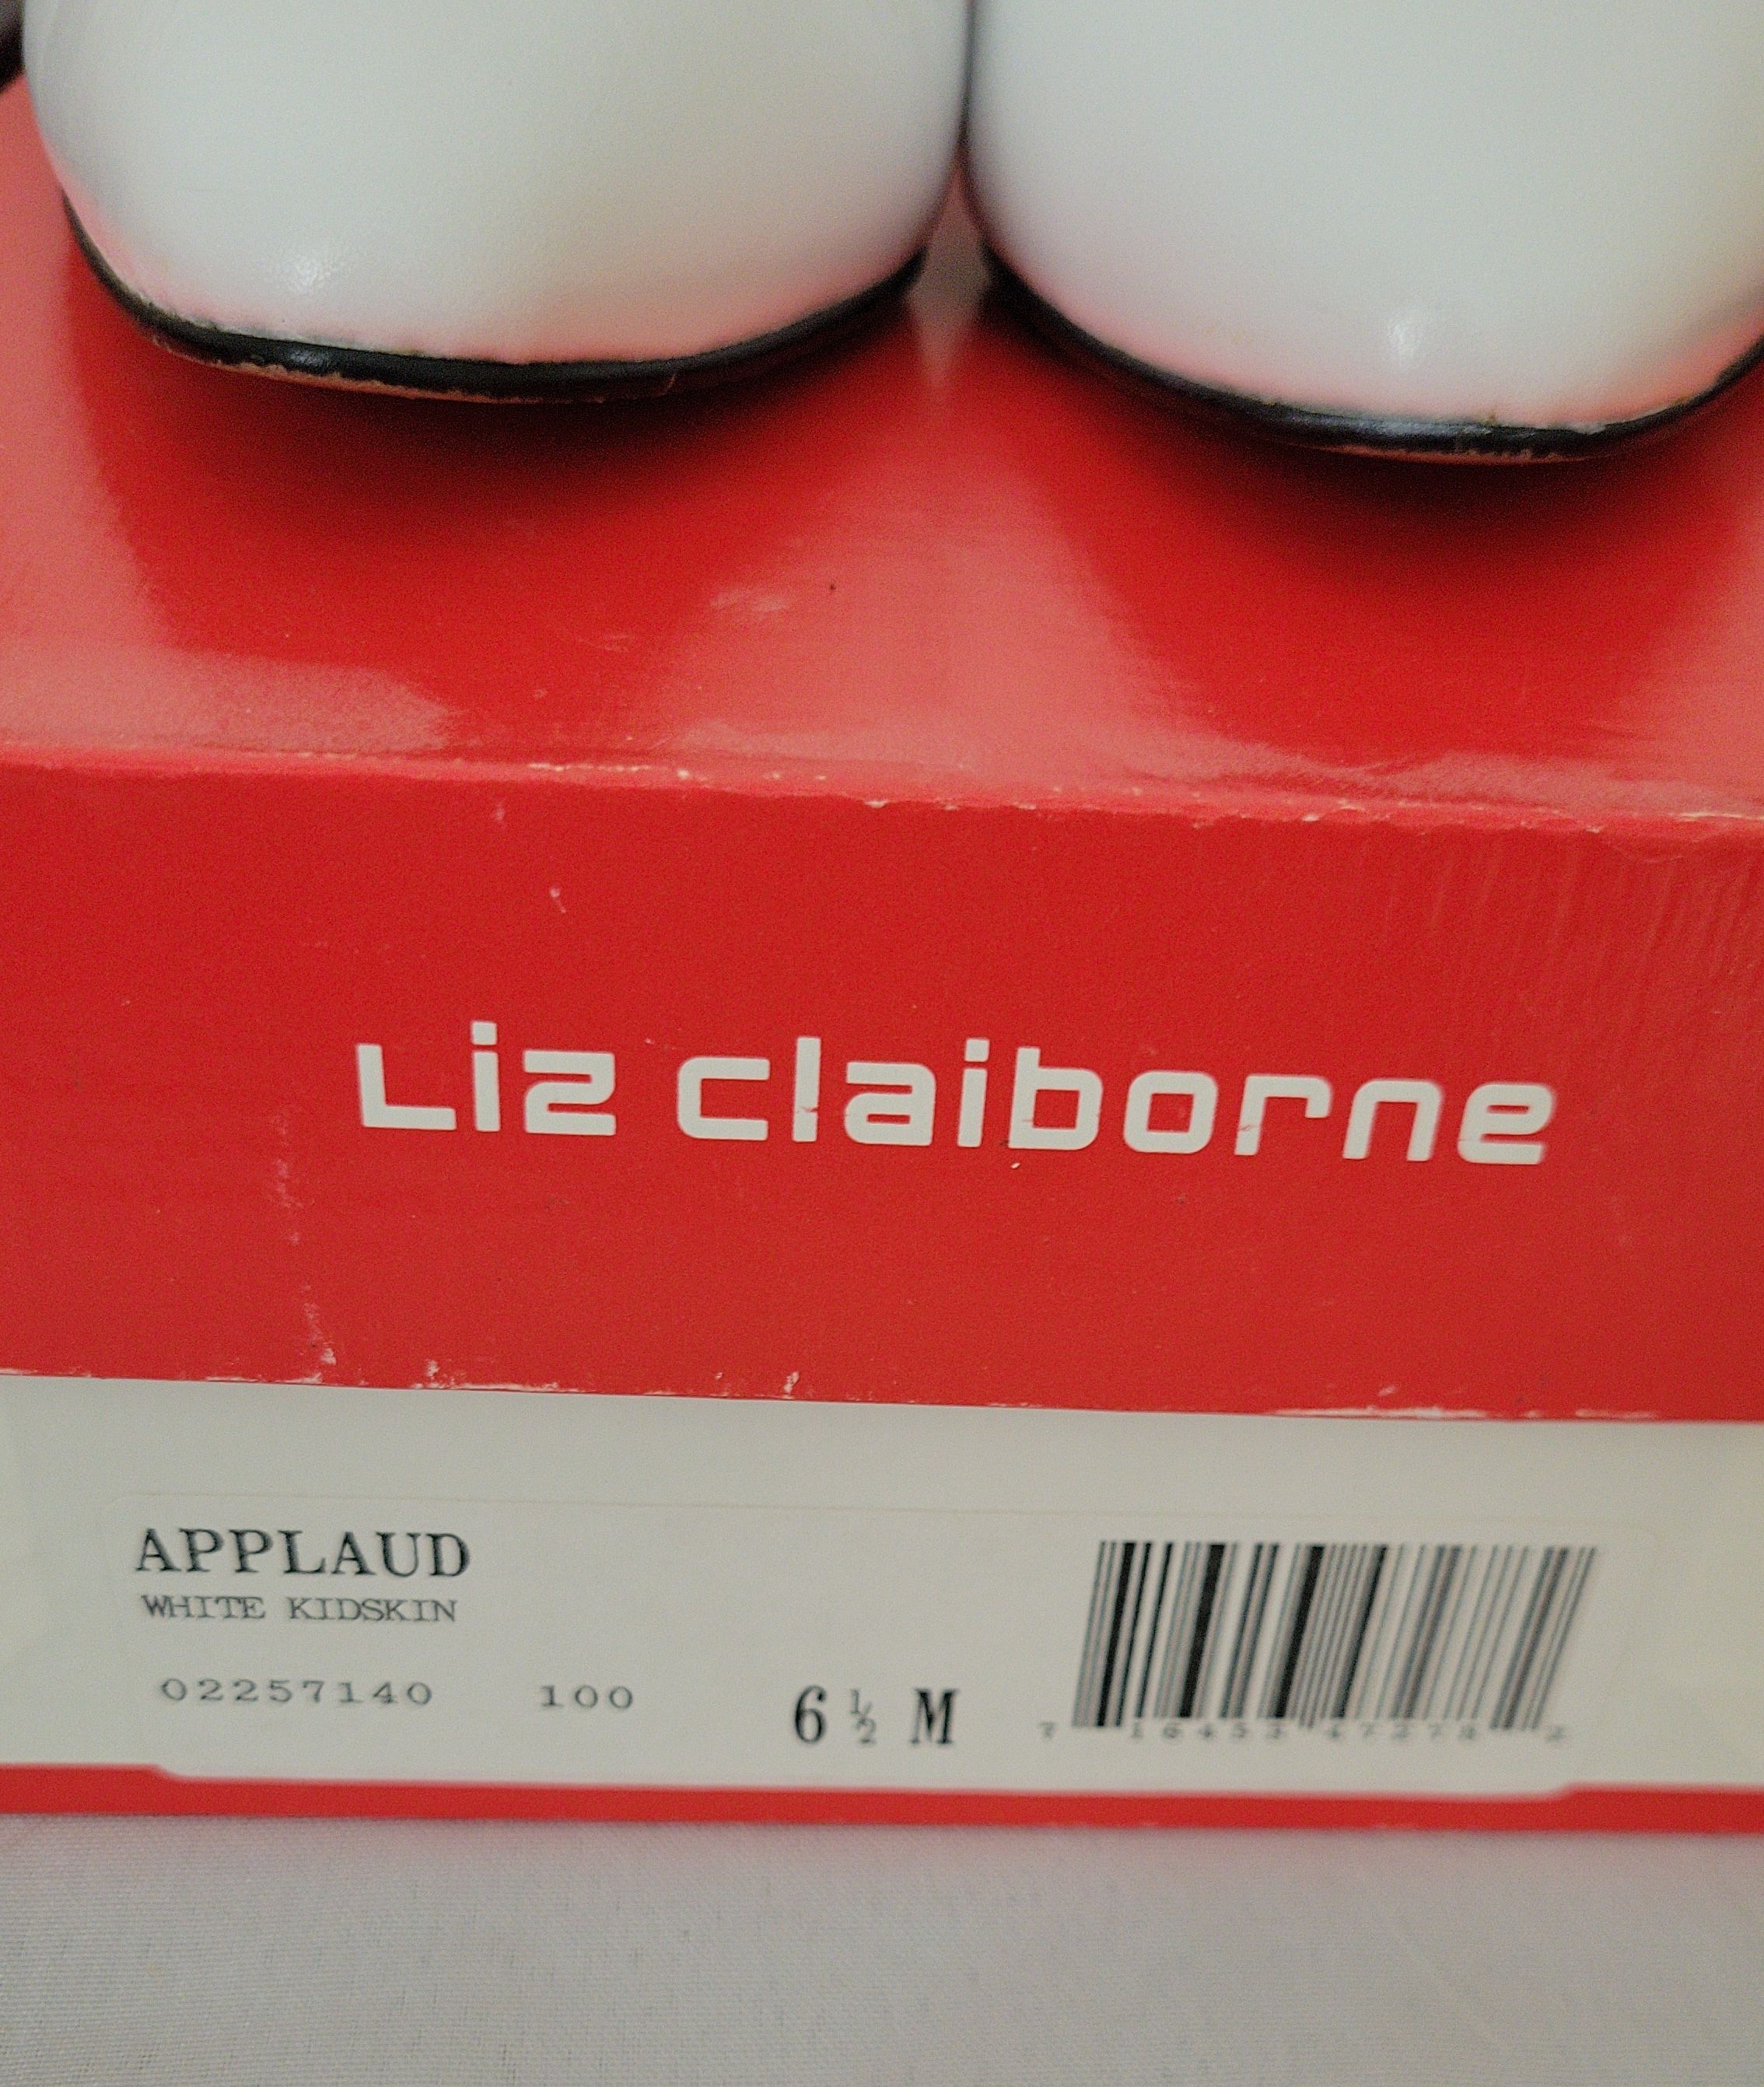 Liz claiborne
APPLAUD
WHITE KIDSKIN
02257140 100 6 ½ M